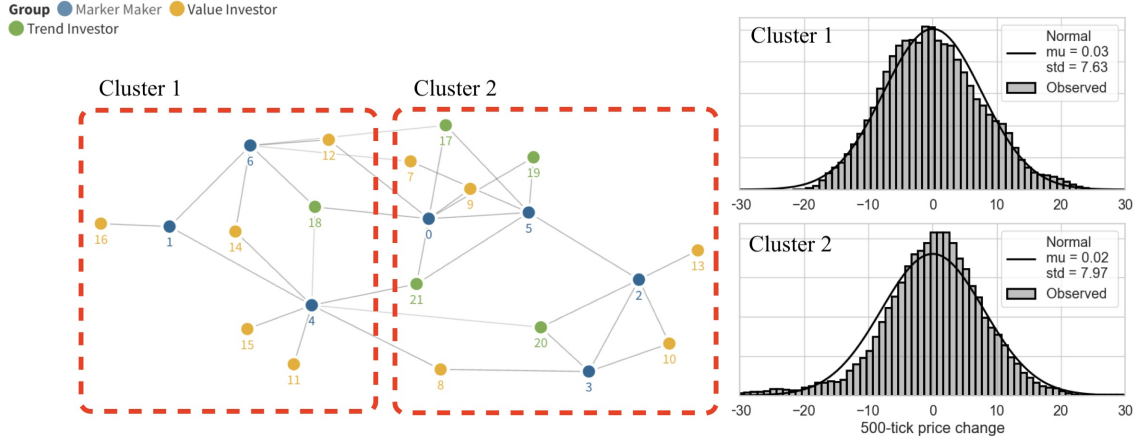 Group Marker Maker Value Investor
Trend Investor
Cluster 1 Cluster 2
6
12
17
7
19
9
16
1
14
18
0
5
13
21
2
4
15
20
10
11
8
3
Cluster 1
Normal
mu = 0.03
std = 7.63
Observed
-30 -20 −10 0 10 20 30
Cluster 2
Normal
mu = 0.02
std = 7.97
Observed
-30 -20 −10 0 10 20 30
500-tick price change